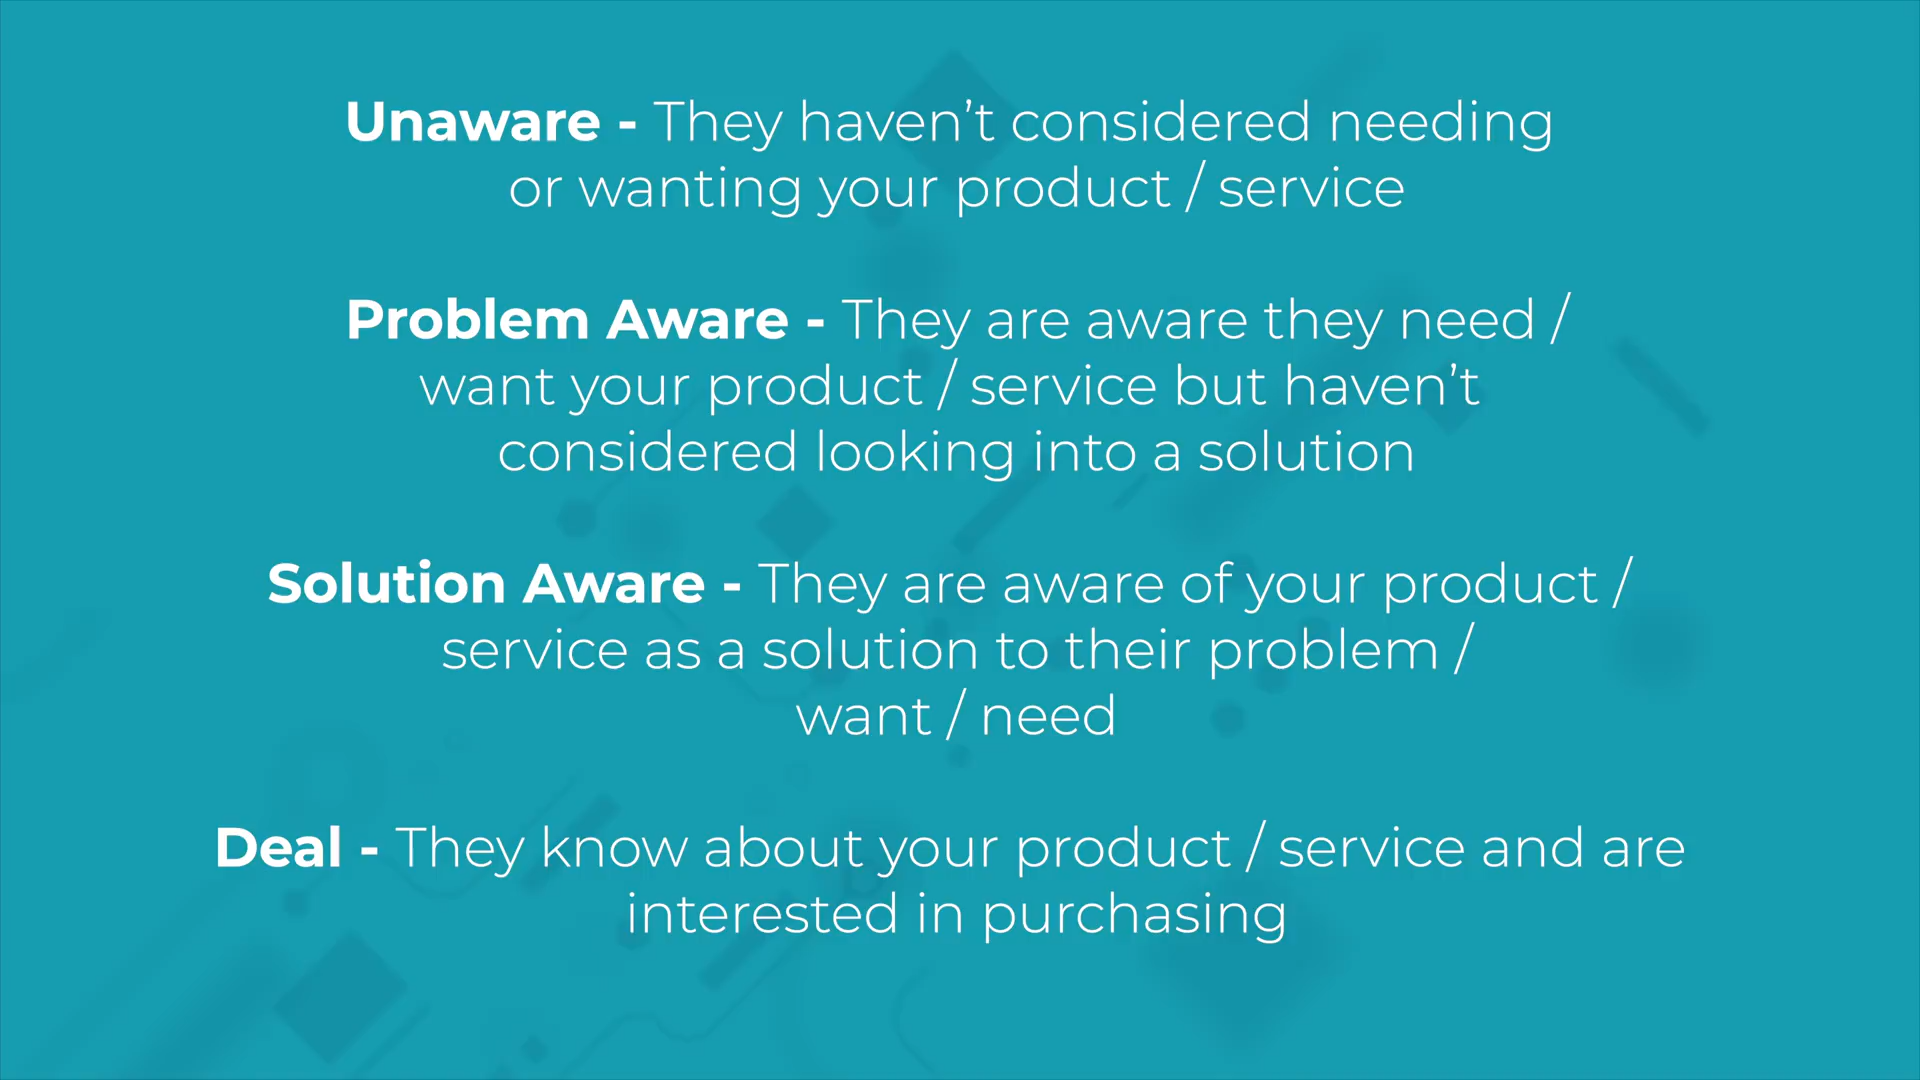 Unaware - They haven’t considered needing
or wanting your product / service
Problem Aware - They are aware they need /
want your product / service but haven’t
considered looking into a solution
Solution Aware - They are aware of your product /
service as a solution to their problem /
want / need
Deal - They know about your product / service and are
interested in purchasing